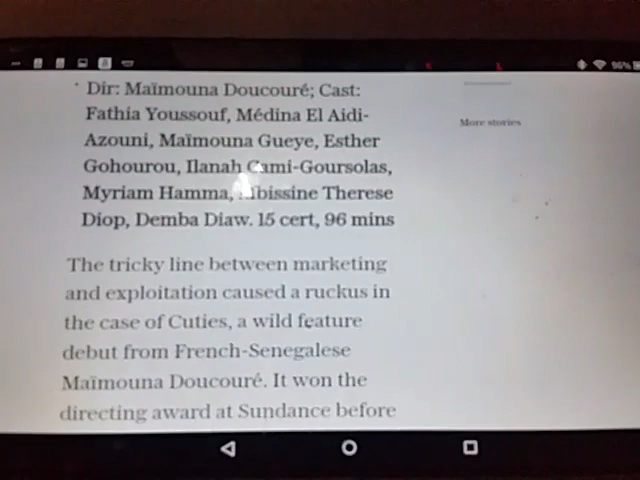 96%
· Dir: Maïmouna Doucouré; Cast:
Fathia Youssouf, Médina El Aidi-
Azouni, Maïmouna Gueye, Esther
Gohourou, Ilanah Cami-Goursolas,
Myriam Hamma, Mbissine Therese
Diop, Demba Diaw. 15 cert, 96 mins
The tricky line between marketing
and exploitation caused a ruckus in
the case of Cuties, a wild feature
debut from French-Senegalese
Maïmouna Doucouré. It won the
directing award at Sundance before
More stories